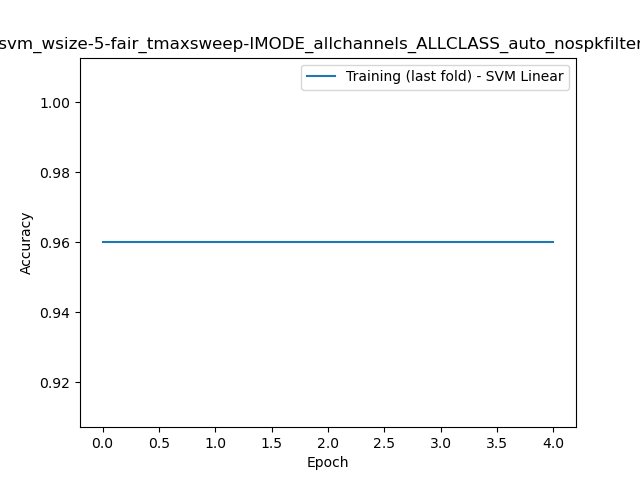 svm_wsize-5-fair_tmaxsweep-IMODE_allchannels_ALLCLASS_auto_nospkfilter
Training (last fold) - SVM Linear
1.00
0.98
0.96
0.94
0.92
Accuracy
0.0 0.5 1.0 1.5 2.0 2.5 3.0 3.5 4.0
Epoch